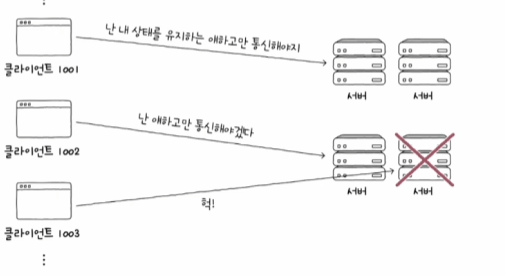 난 내 상태를 유지하는 애하고만 통신해야지
클라이언트 1001
서버
서버
난 애하고만 통신해야겠다
클라이언트 1002
헉!
서버
서버
클라이언트 1003